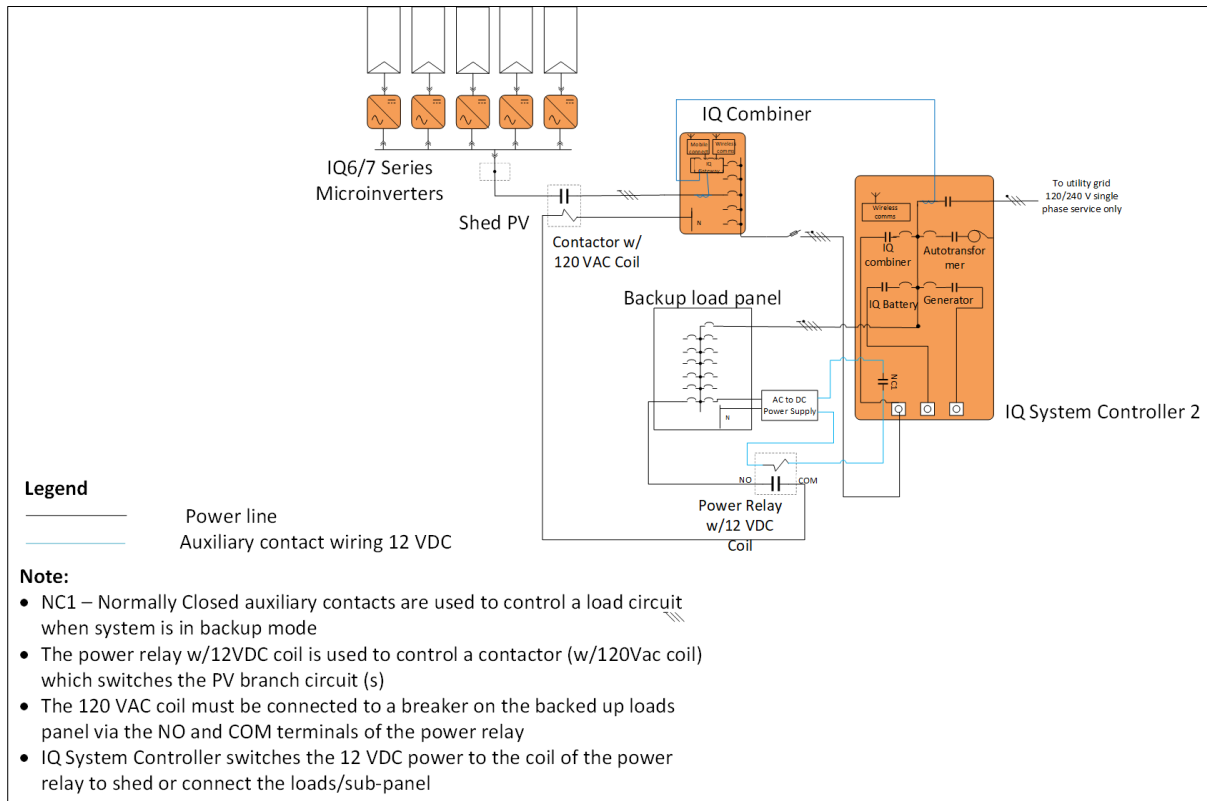 IQ Combiner
Mobile
connect
Wireless
comms
IQ
IQ6/7 Series
Microinverters
To utility grid
120/240 V single
phase service only
Wireless
comms
Shed PV
N
Contactor w/
120 VAC Coil
IQ
combiner
Autotransfor
mer
Backup load panel
IQ Battery
Generator
NC1
AC to DC
Power Supply
N
IQ System Controller 2
NO
COM
Power Relay
w/12 VDC
Coil
Legend
Power line
Auxiliary contact wiring 12 VDC
Note:
• NC1 – Normally Closed auxiliary contacts are used to control a load circuit
when system is in backup mode
• The power relay w/12VDC coil is used to control a contactor (w/120Vac coil)
which switches the PV branch circuit (s)
• The 120 VAC coil must be connected to a breaker on the backed up loads
panel via the NO and COM terminals of the power relay
• IQ System Controller switches the 12 VDC power to the coil of the power
relay to shed or connect the loads/sub-panel